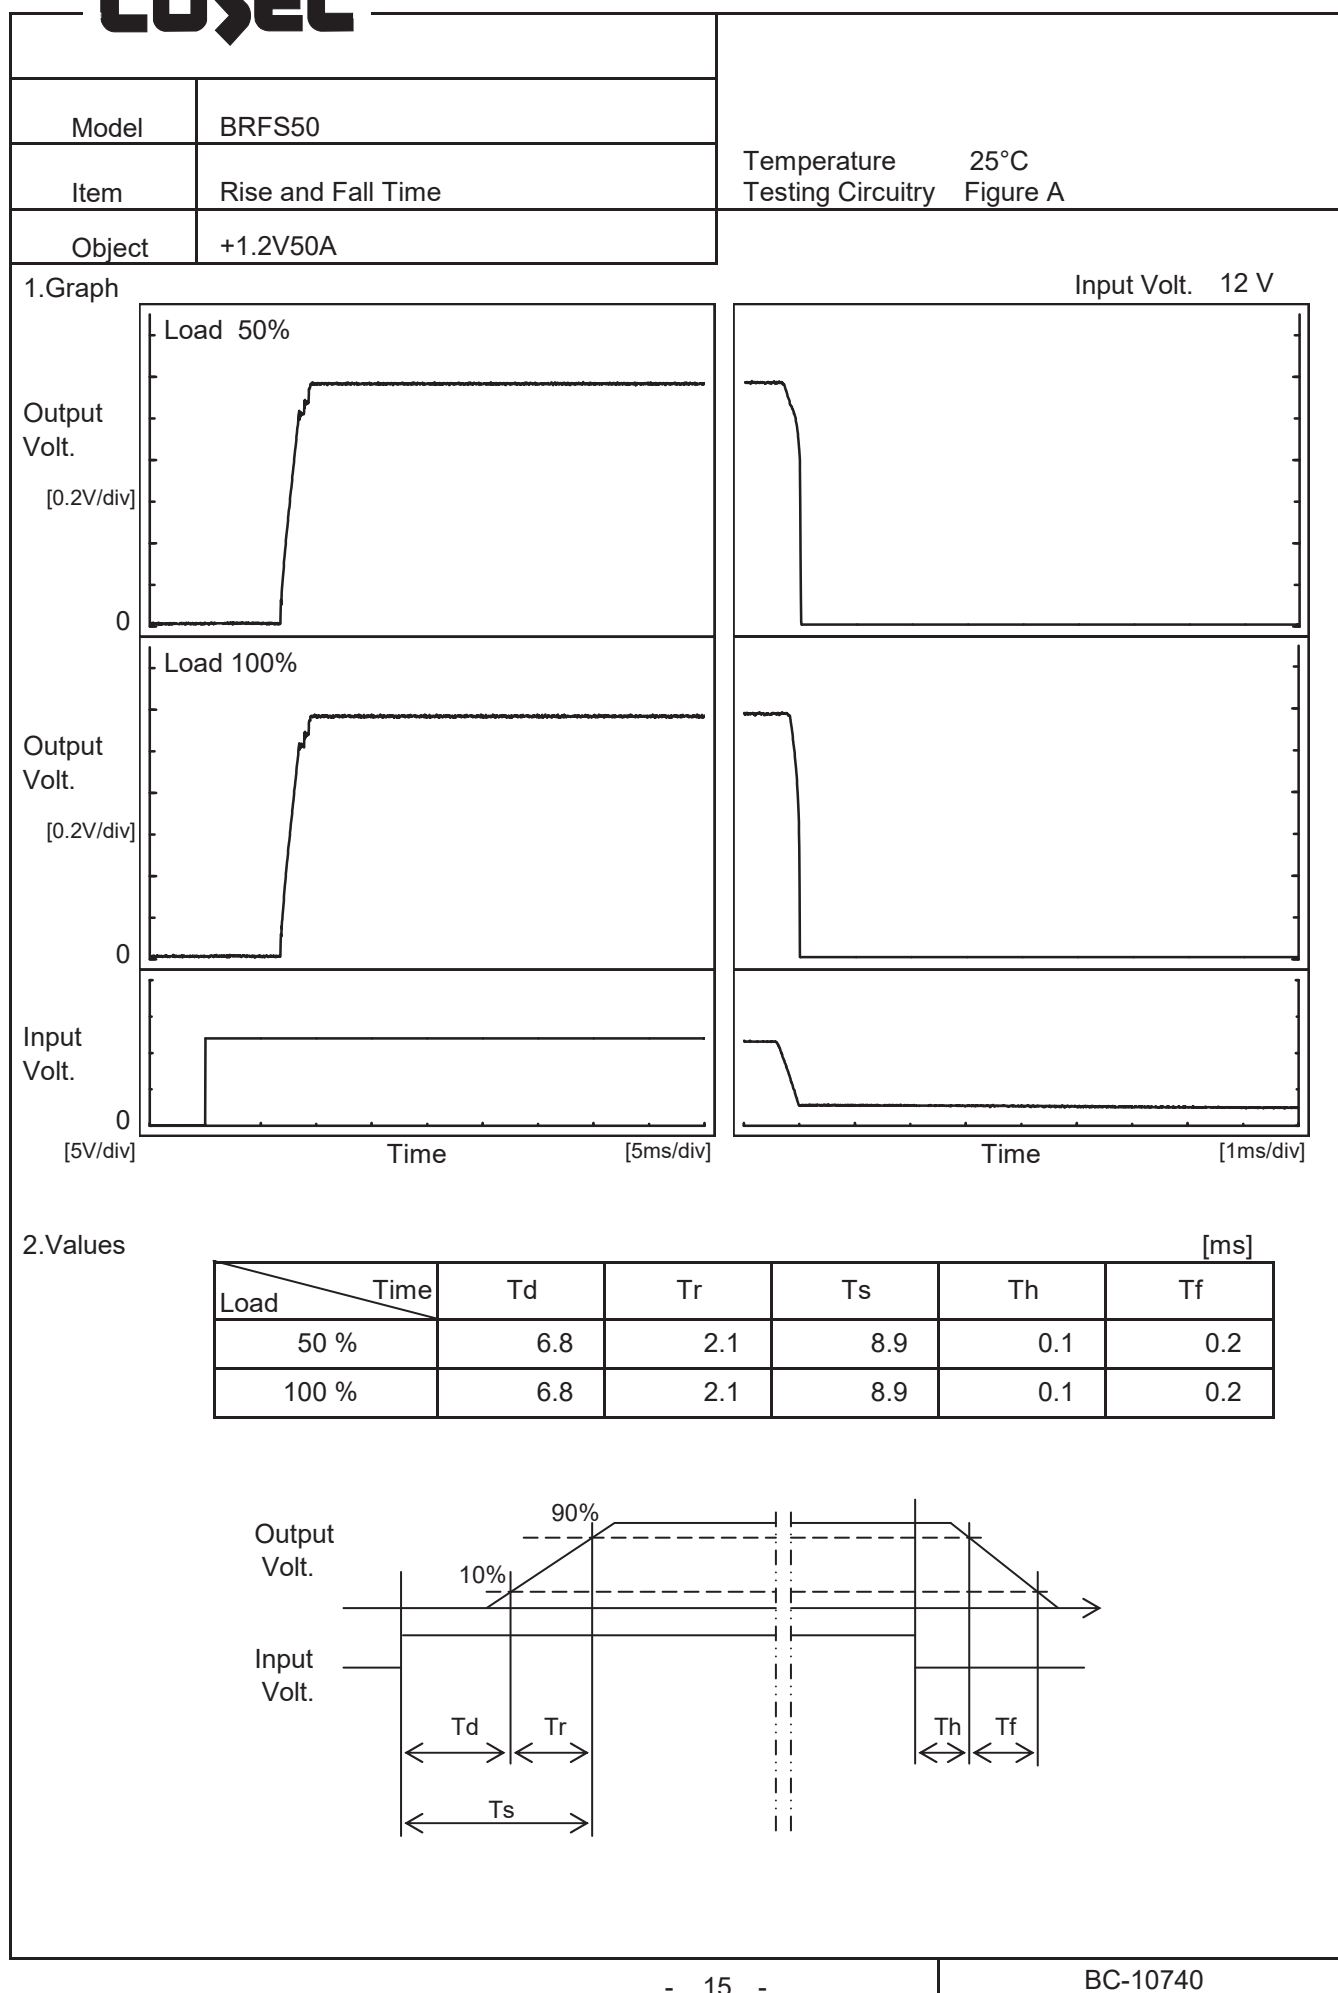 COSEL
Model BRFS50
Item Rise and Fall Time
Object +1.2V50A
Temperature 25°C
Testing Circuitry Figure A
1.Graph
Input Volt. 12 V
Load 50%
Output
Volt.
[0.2V/div]
0
Load 100%
Output
Volt.
[0.2V/div]
0
Input
Volt.
0
[5V/div] Time [5ms/div] Time [1ms/div]
2.Values [ms]
Time Td Tr Ts Th Tf
Load
50 % 6.8 2.1 8.9 0.1 0.2
100 % 6.8 2.1 8.9 0.1 0.2
90%
Output
Volt.
10%
Input
Volt.
Td Tr Th Tf
Ts
- 15 -
BC-10740